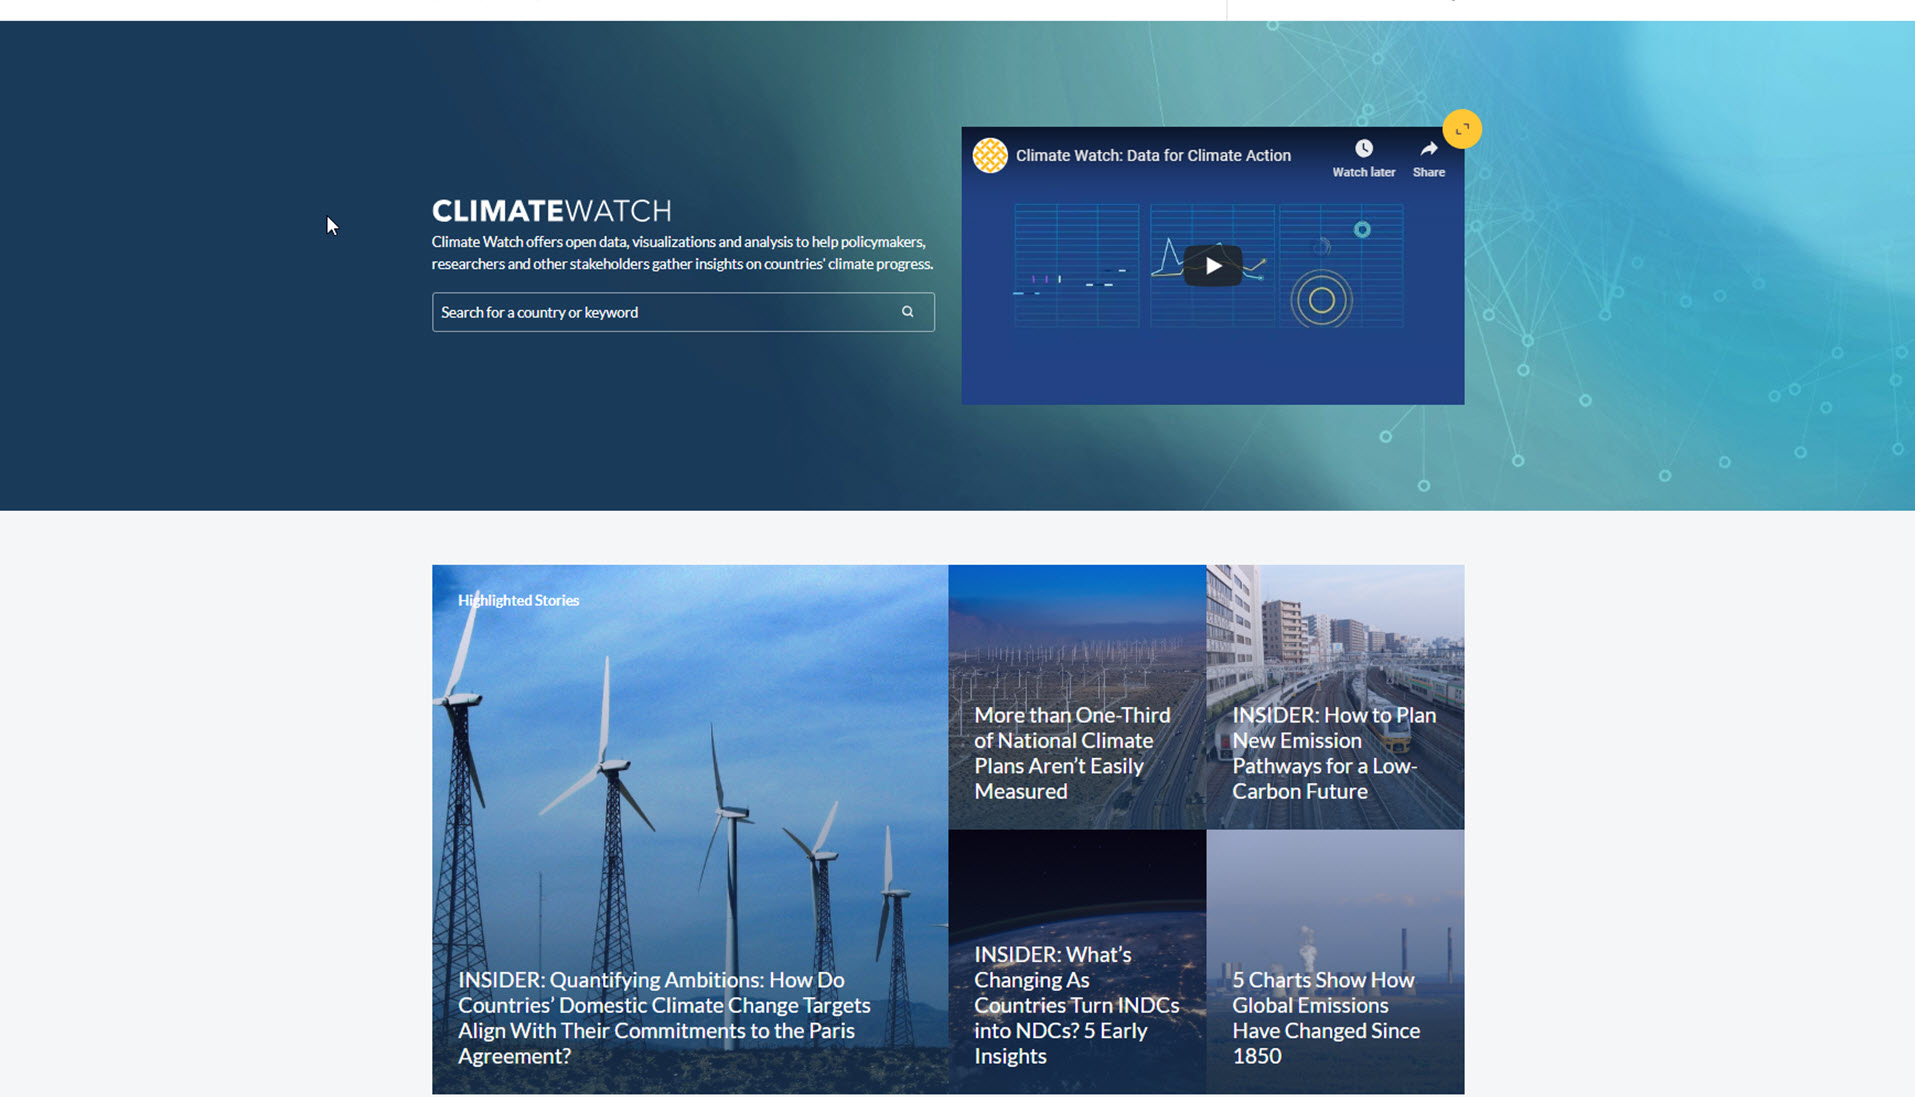 CLIMATEWATCH
Climate Watch offers open data, visualizations and analysis to help policymakers,
researchers and other stakeholders gather insights on countries' climate progress.
Search for a country or keyword
Climate Watch: Data for Climate Action
Watch later
Share
Highlighted Stories
INSIDER: Quantifying Ambitions: How Do
Countries’ Domestic Climate Change Targets
Align With Their Commitments to the Paris
Agreement?
More than One-Third
of National Climate
Plans Aren’t Easily
Measured
INSIDER: How to Plan
New Emission
Pathways for a Low-
Carbon Future
INSIDER: What’s
Changing As
Countries Turn INDCs
into NDCs? 5 Early
Insights
5 Charts Show How
Global Emissions
Have Changed Since
1850